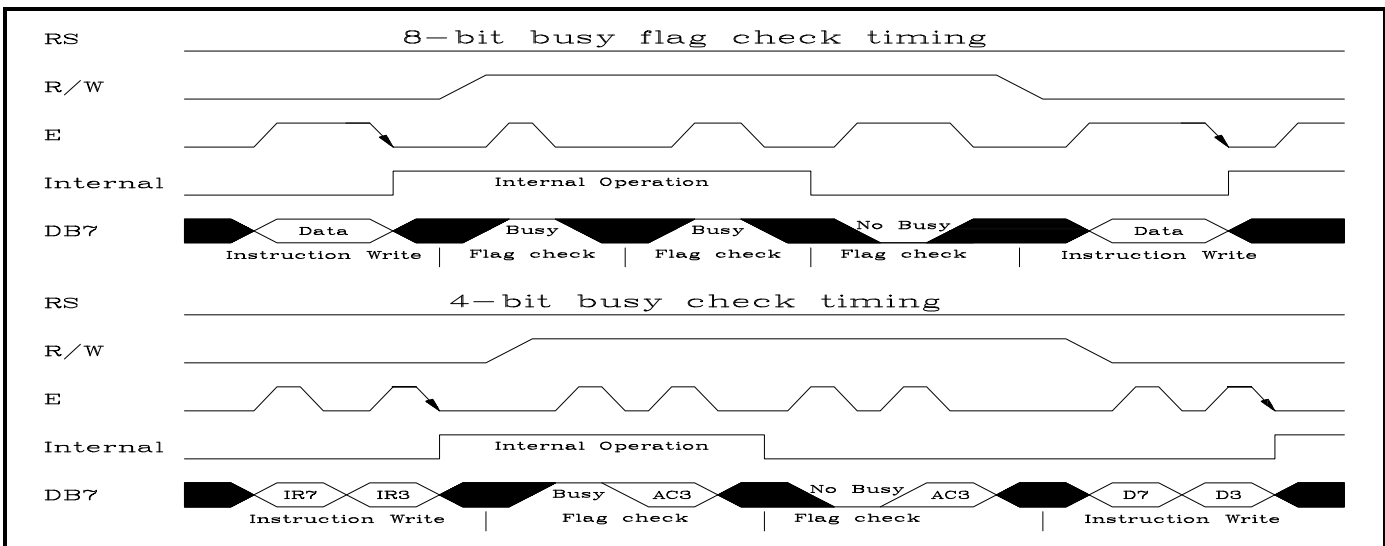 RS 8-bit busy flag check timing
R/W
E
Internal Internal Operation
DB7 Data Busy Busy No Busy Data
Instruction Write Flag check Flag check Flag check Instruction Write
RS 4-bit busy check timing
R/W
E
Internal Internal Operation
DB7 IR7 IR3 Busy AC3 No Busy AC3 D7 D3
Instruction Write Flag check Flag check Instruction Write